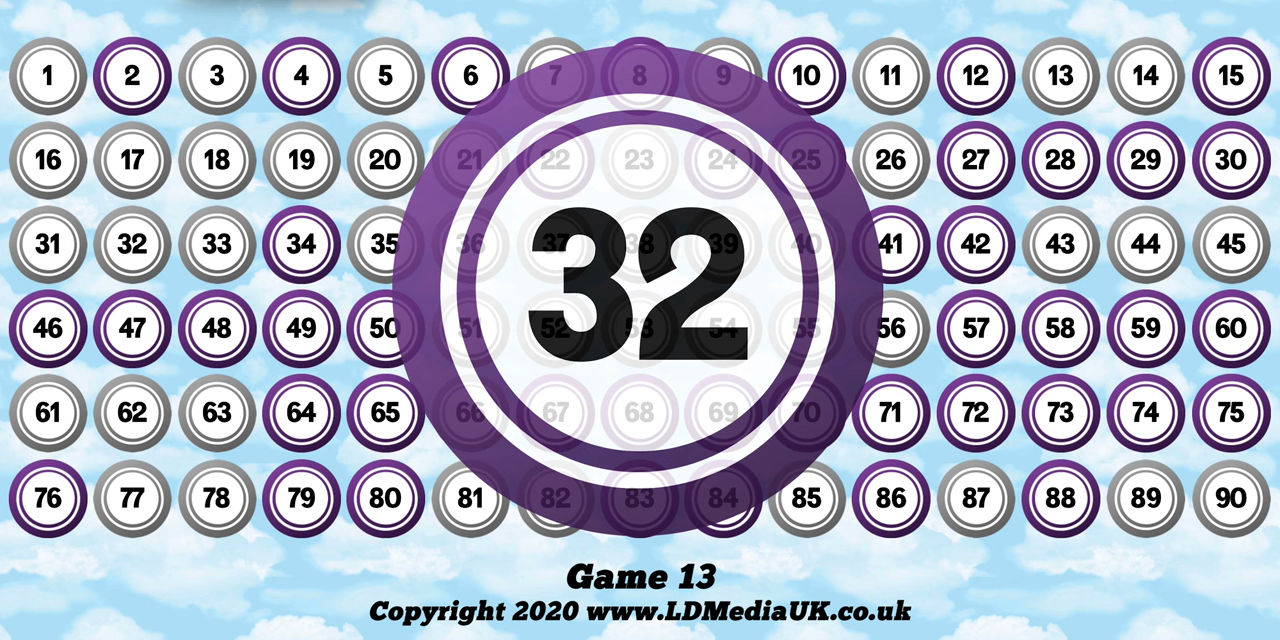 1 2 3 4 5 6 7 8 9 10 11 12 13 14 15
16 17 18 19 20 21 22 23 24 25 26 27 28 29 30
31 32 33 34 35 36 37 38 39 40 41 42 43 44 45
32
46 47 48 49 50 51 52 53 54 55 56 57 58 59 60
61 62 63 64 65 66 67 68 69 70 71 72 73 74 75
76 77 78 79 80 81 82 83 84 85 86 87 88 89 90
Game 13
Copyright 2020 www.LDMediaUK.co.uk